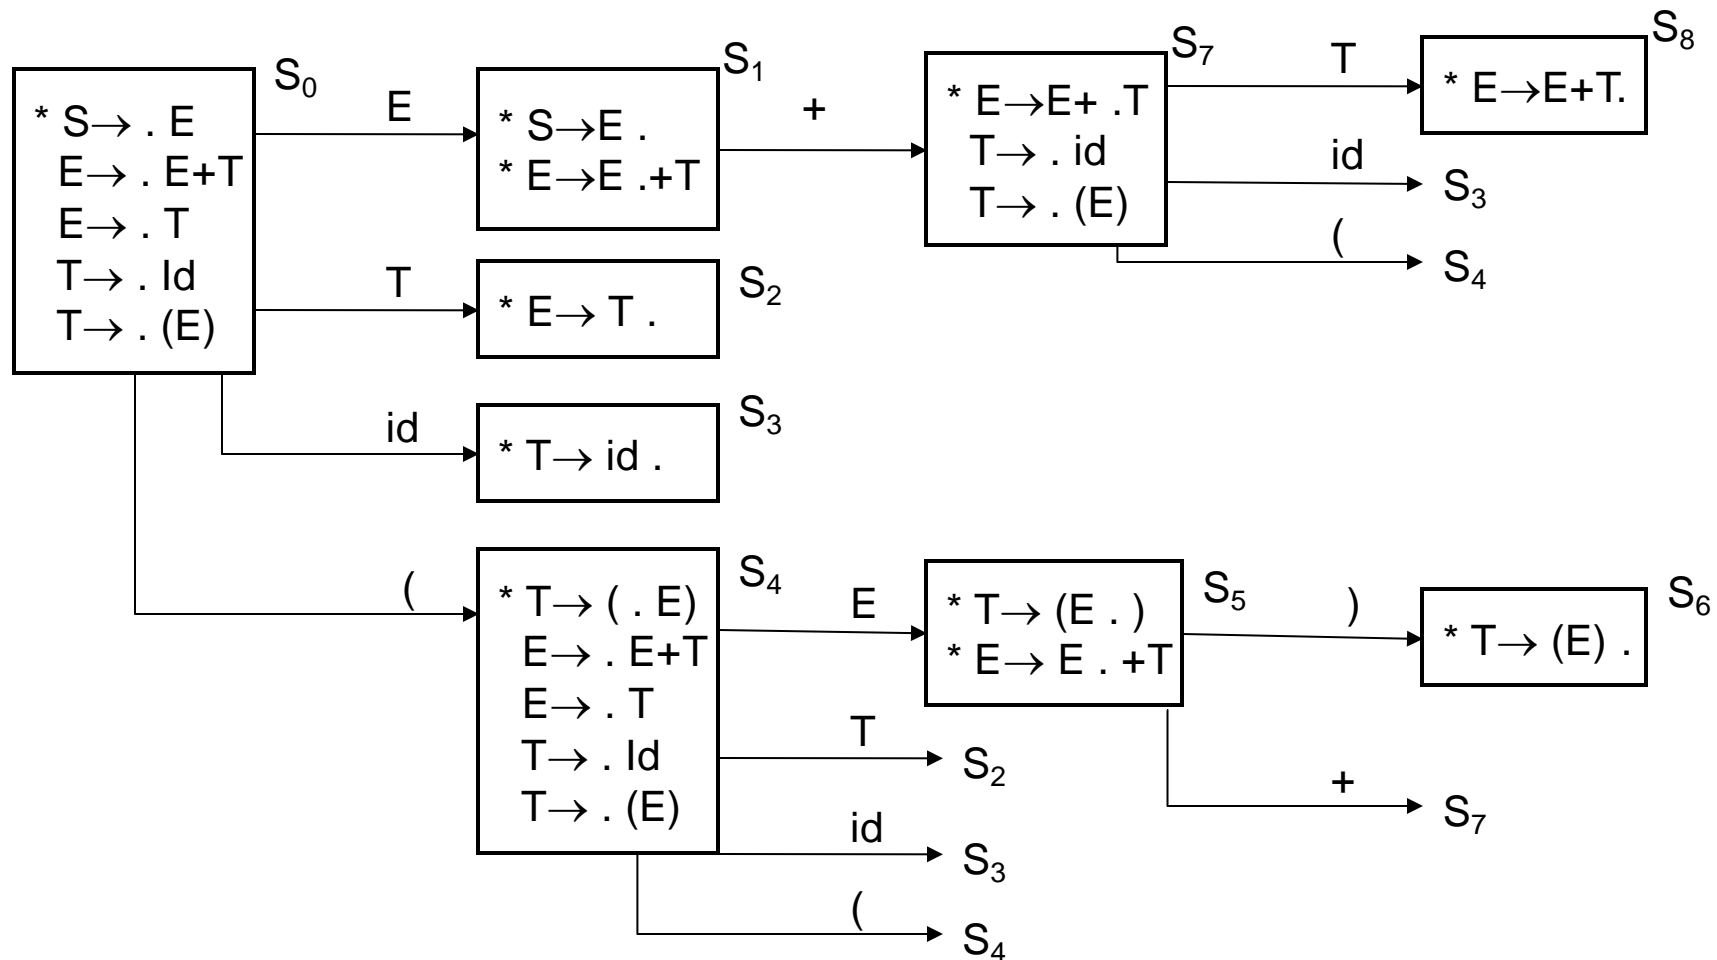 S₀
* S→ . E
E→ . E+T
E→ . T
T→ . Id
T→ . (E)
E
S₁
* S→E .
* E→E .+T
+
S₇
* E→E+ .T
T→ . id
T→ . (E)
T
S₈
* E→E+T.
id
S₃
(
S₄
T
S₂
* E→ T .
id
S₃
* T→ id .
(
S₄
* T→ ( . E)
E→ . E+T
E→ . T
T→ . Id
T→ . (E)
E
S₅
* T→ (E . )
* E→ E . +T
)
S₆
* T→ (E) .
T
S₂
+
S₇
id
S₃
(
S₄